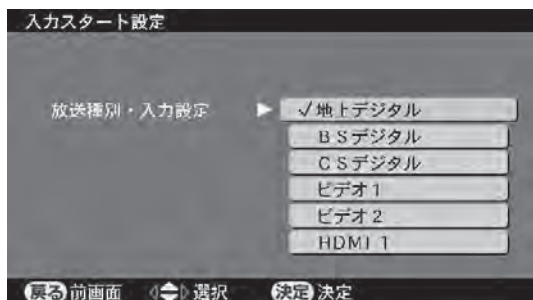 入力スタート設定
放送種別・入力設定 ▶ ✓地上デジタル
BSデジタル
CSデジタル
ビデオ1
ビデオ2
HDMI 1
戻る 前画面 選択 決定 決定